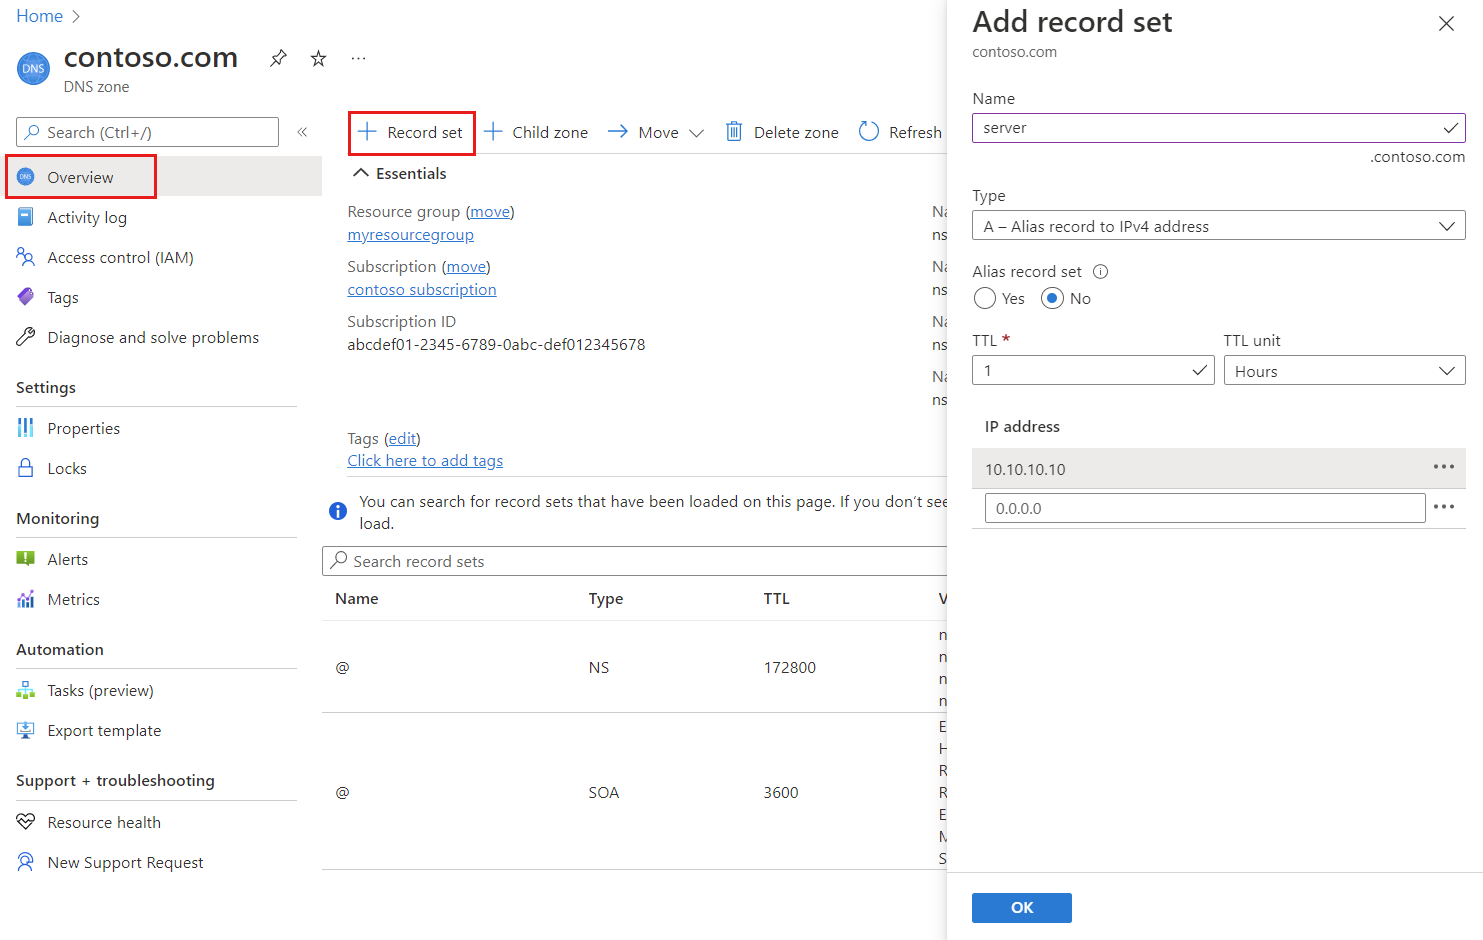 Home
contoso.com
DNS
DNS zone
Search (Ctrl+/)
Overview
Activity log
Access control (IAM)
Tags
Diagnose and solve problems
Settings
Properties
Locks
Monitoring
Alerts
Metrics
Automation
Tasks (preview)
Export template
Support + troubleshooting
Resource health
New Support Request
Record set
Child zone
Move
Delete zone
Refresh
Essentials
Resource group (move)
myresourcegroup
Subscription (move)
contoso subscription
Subscription ID
abcdef01-2345-6789-0abc-def012345678
Na
ns
Na
ns
Na
ns
Na
ns
Tags (edit)
Click here to add tags
You can search for record sets that have been loaded on this page. If you don't see
load.
Search record sets
Name Type TTL V
@ NS 172800
n
n
n
n
@ SOA 3600
E
H
R
R
E
M
S
Add record set
contoso.com
Name
server
.contoso.com
Type
A – Alias record to IPv4 address
Alias record set
Yes No
TTL * TTL unit
1 Hours
IP address
10.10.10.10
0.0.0.0
OK